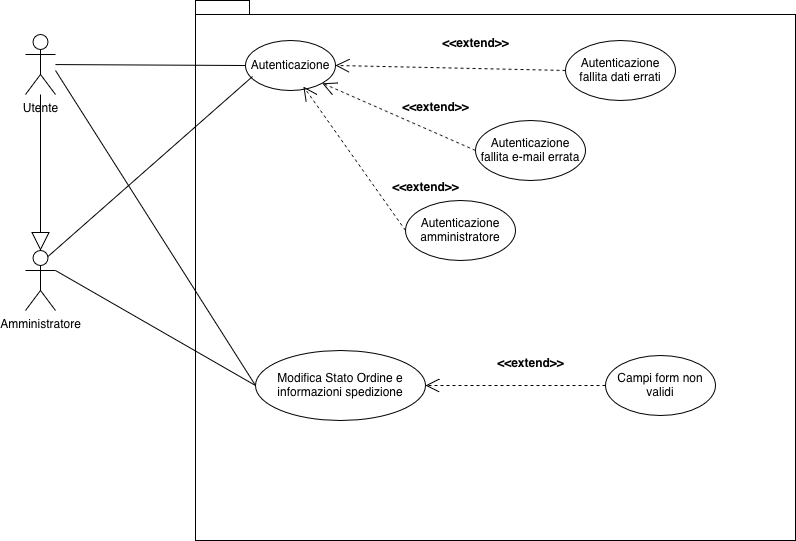 <<extend>>
Autenticazione
Autenticazione
fallita dati errati
Utente
<<extend>>
Autenticazione
fallita e-mail errata
<<extend>>
Autenticazione
amministratore
Amministratore
<<extend>>
Modifica Stato Ordine e
informazioni spedizione
Campi form non
validi